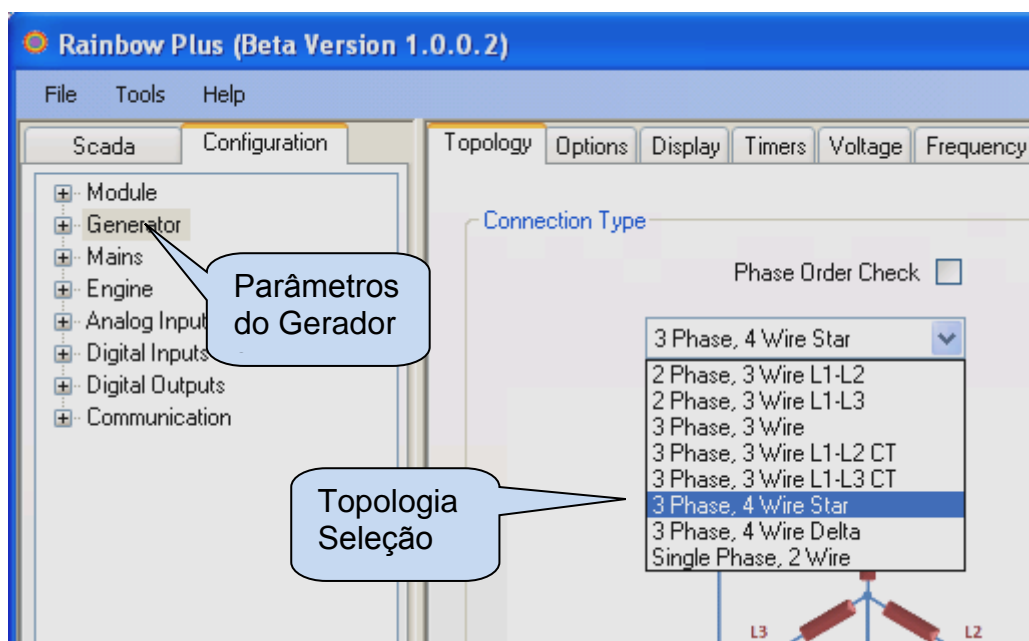 Rainbow Plus (Beta Version 1.0.0.2)
File Tools Help
Scada Configuration
Module
Generator
Mains
Engine
Analog Input
Digital Inputs
Digital Outputs
Communication
Parâmetros
do Gerador
Topology Options Display Timers Voltage Frequency
Connection Type
Phase Order Check
3 Phase, 4 Wire Star
2 Phase, 3 Wire L1-L2
2 Phase, 3 Wire L1-L3
3 Phase, 3 Wire
3 Phase, 3 Wire L1-L2 CT
3 Phase, 3 Wire L1-L3 CT
3 Phase, 4 Wire Star
3 Phase, 4 Wire Delta
Single Phase, 2 Wire
Topologia
Seleção
L3 L2